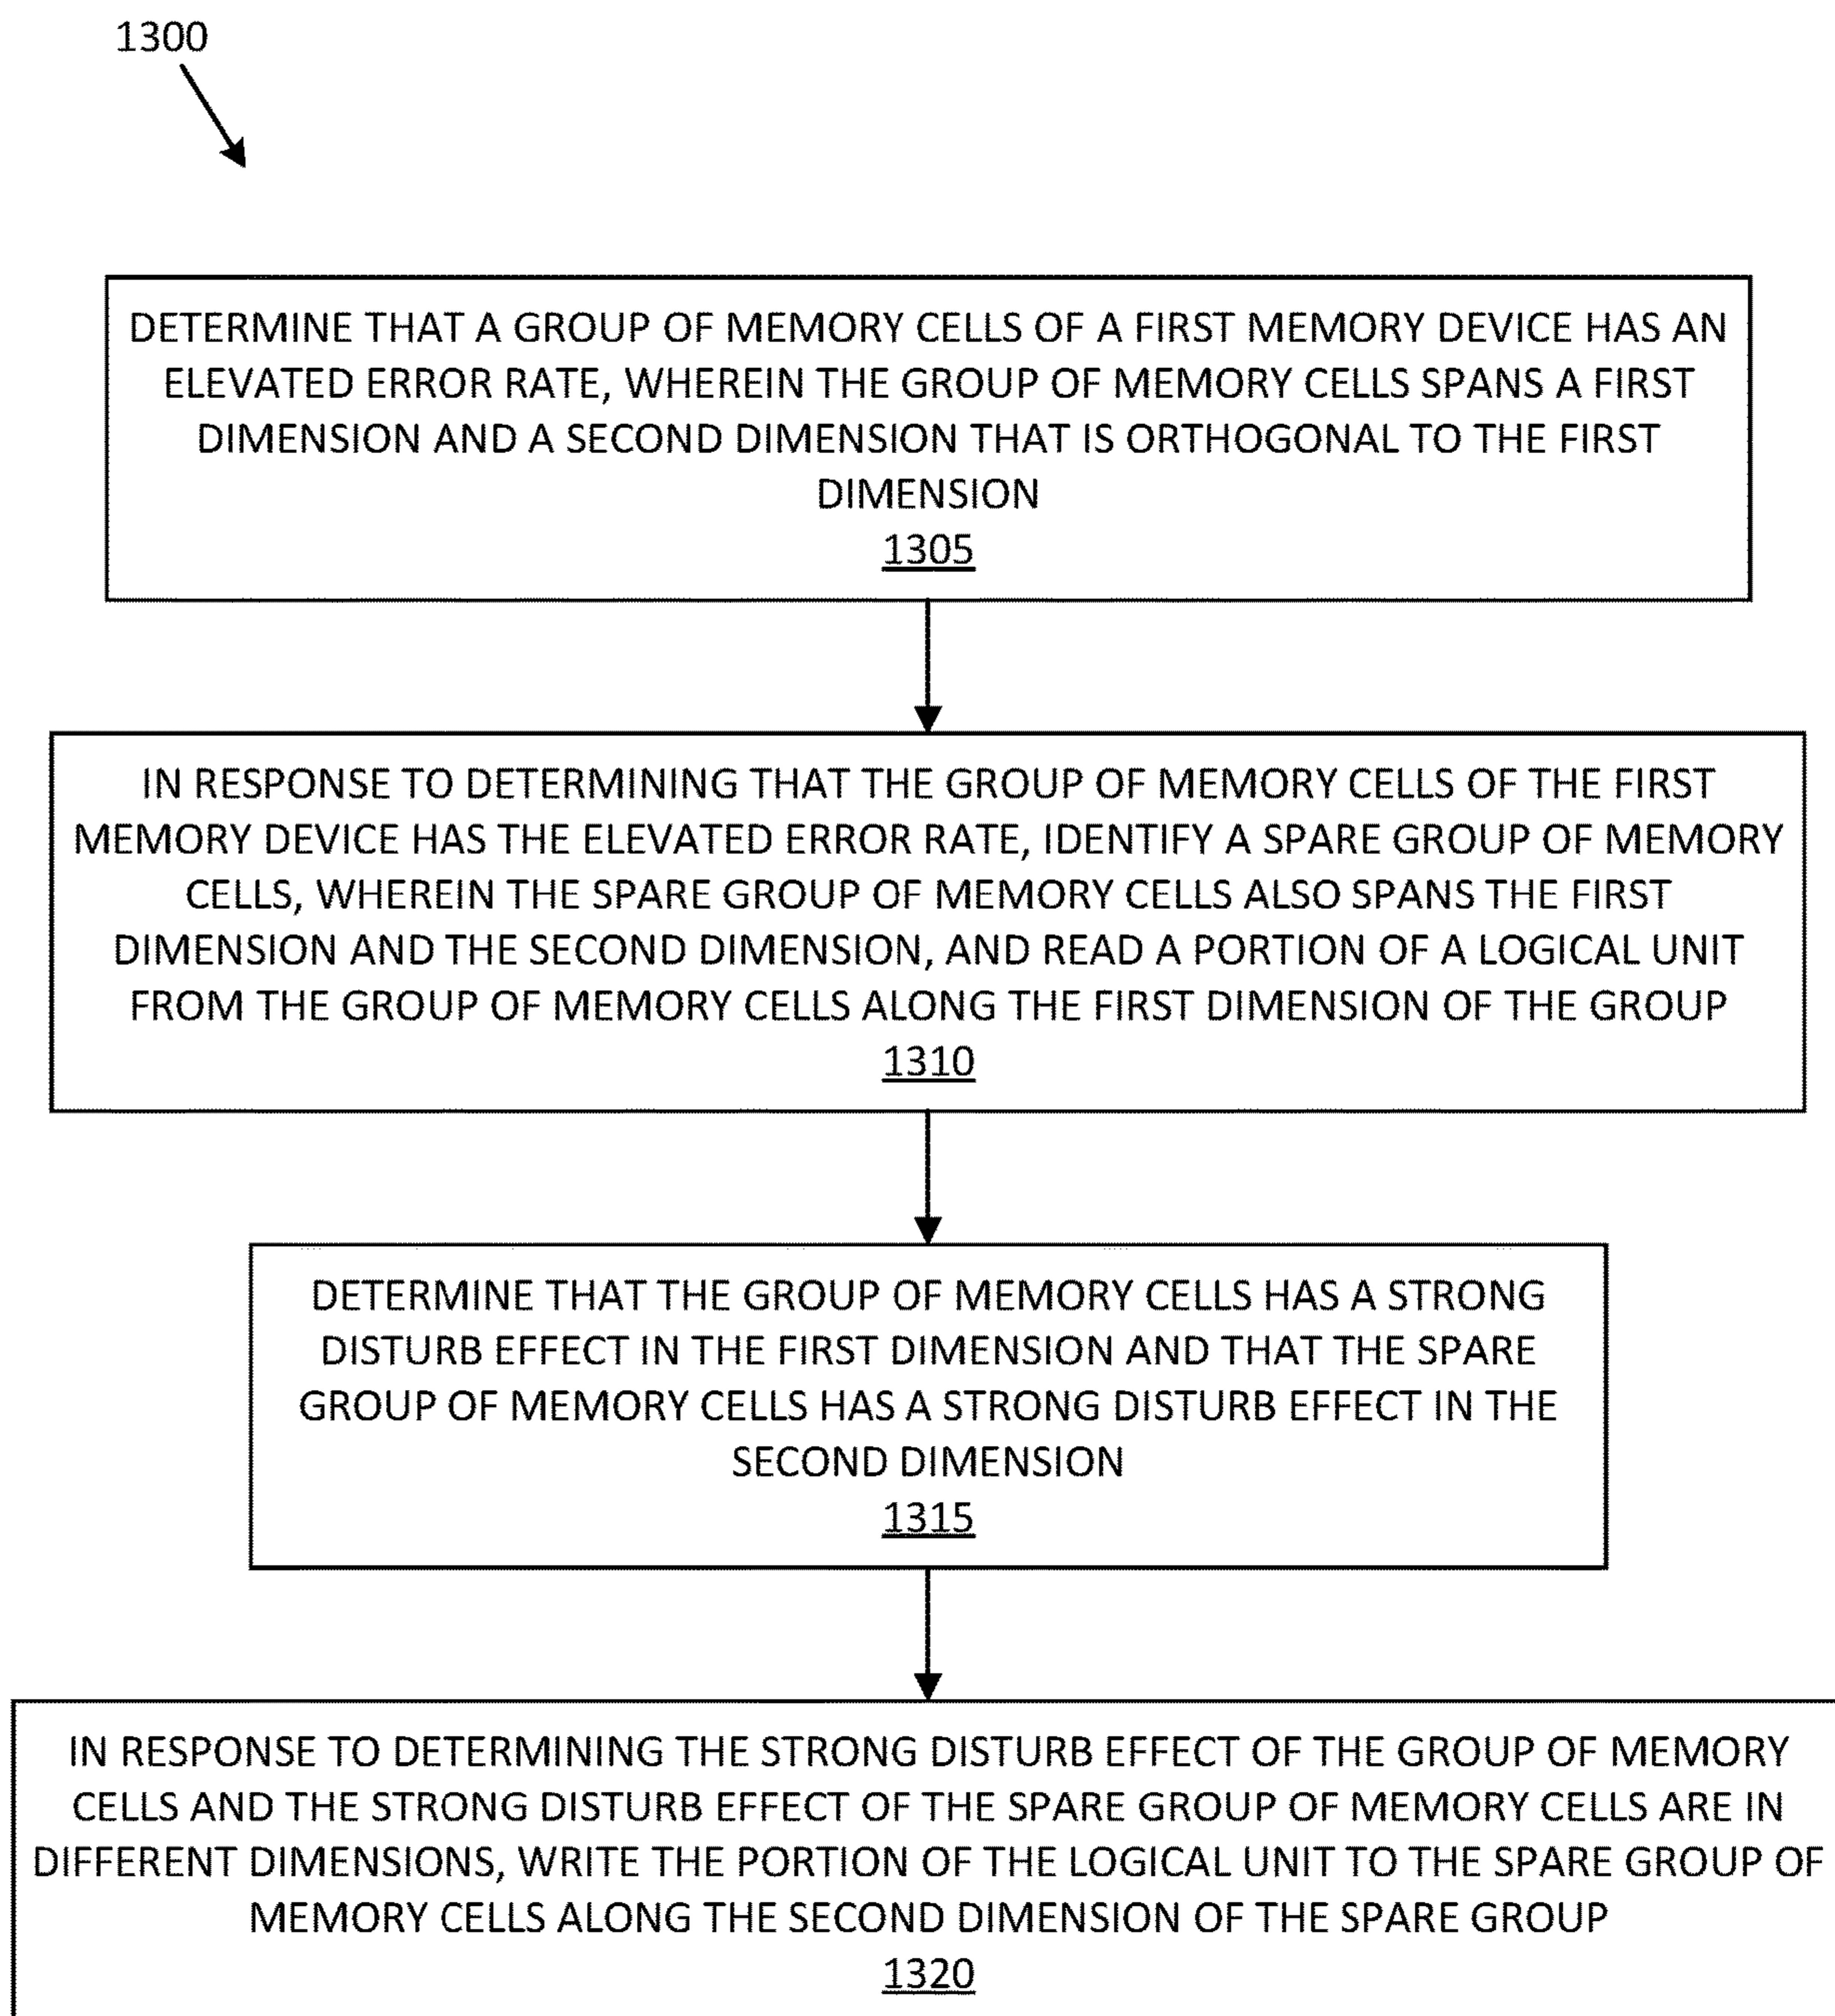 1300
DETERMINE THAT A GROUP OF MEMORY CELLS OF A FIRST MEMORY DEVICE HAS AN
ELEVATED ERROR RATE, WHEREIN THE GROUP OF MEMORY CELLS SPANS A FIRST
DIMENSION AND A SECOND DIMENSION THAT IS ORTHOGONAL TO THE FIRST
DIMENSION
1305
IN RESPONSE TO DETERMINING THAT THE GROUP OF MEMORY CELLS OF THE FIRST
MEMORY DEVICE HAS THE ELEVATED ERROR RATE, IDENTIFY A SPARE GROUP OF MEMORY
CELLS, WHEREIN THE SPARE GROUP OF MEMORY CELLS ALSO SPANS THE FIRST
DIMENSION AND THE SECOND DIMENSION, AND READ A PORTION OF A LOGICAL UNIT
FROM THE GROUP OF MEMORY CELLS ALONG THE FIRST DIMENSION OF THE GROUP
1310
DETERMINE THAT THE GROUP OF MEMORY CELLS HAS A STRONG
DISTURB EFFECT IN THE FIRST DIMENSION AND THAT THE SPARE
GROUP OF MEMORY CELLS HAS A STRONG DISTURB EFFECT IN THE
SECOND DIMENSION
1315
IN RESPONSE TO DETERMINING THE STRONG DISTURB EFFECT OF THE GROUP OF MEMORY
CELLS AND THE STRONG DISTURB EFFECT OF THE SPARE GROUP OF MEMORY CELLS ARE IN
DIFFERENT DIMENSIONS, WRITE THE PORTION OF THE LOGICAL UNIT TO THE SPARE GROUP OF
MEMORY CELLS ALONG THE SECOND DIMENSION OF THE SPARE GROUP
1320